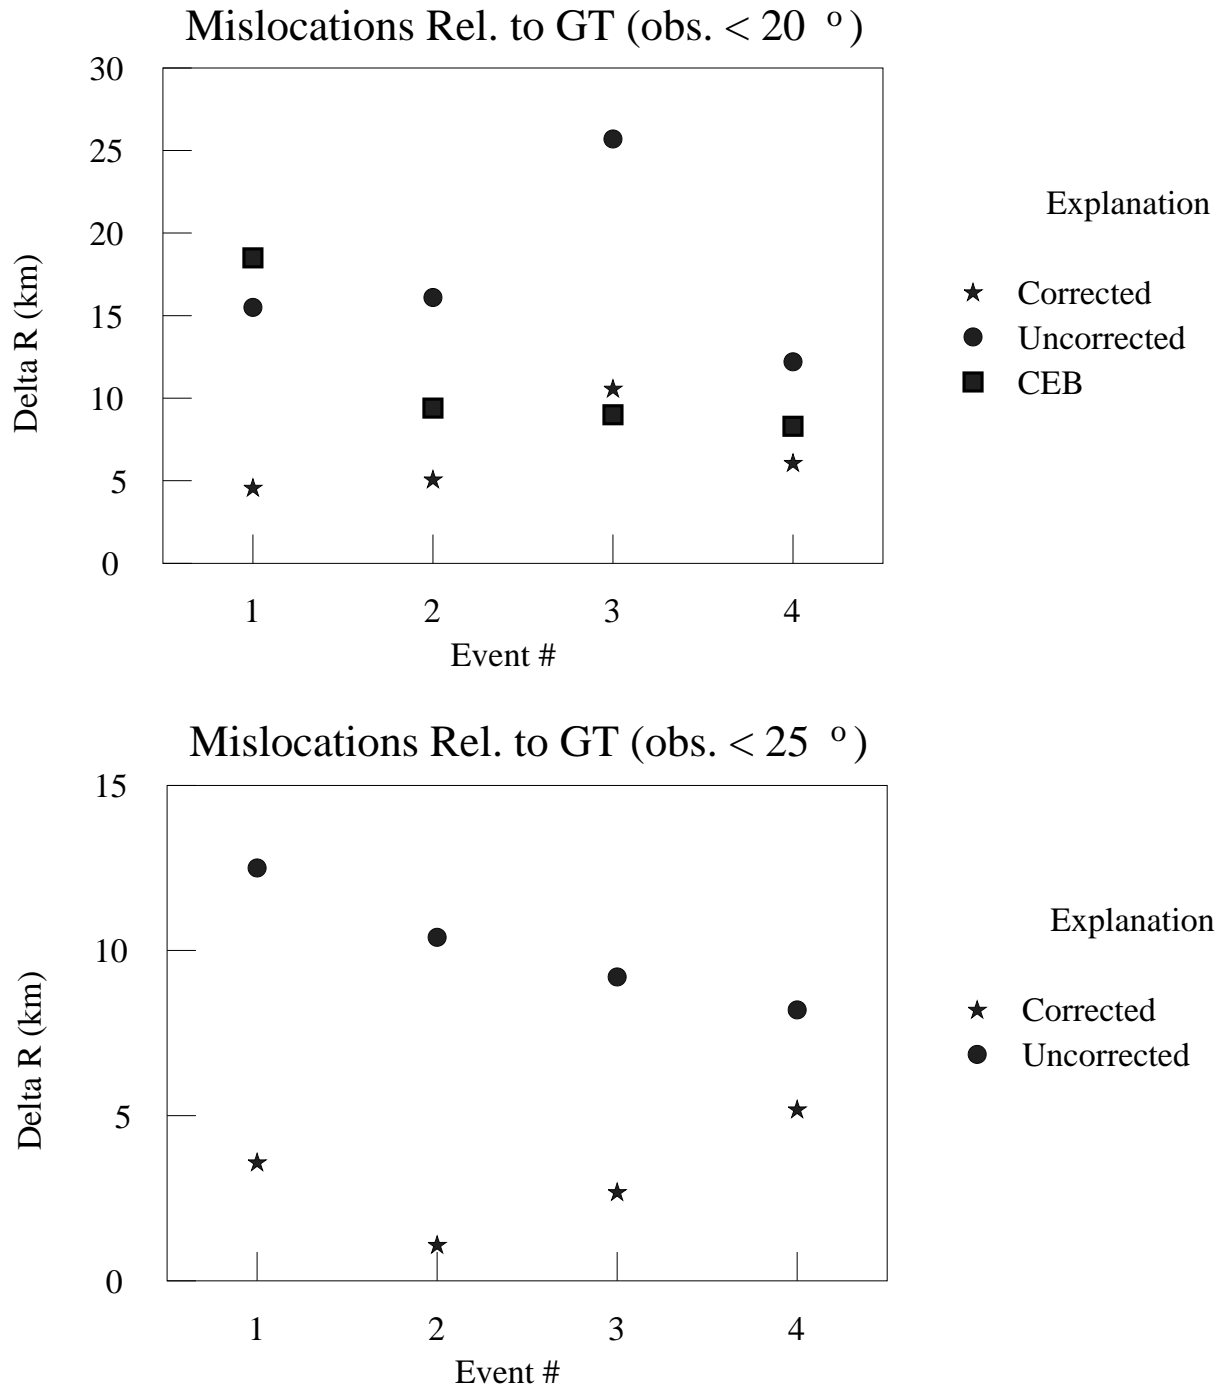 Mislocations Rel. to GT (obs. < 20 º)
30
25
20
15
10
5
0
Delta R (km)
1 2 3 4
Event #
Explanation
Corrected
Uncorrected
CEB
Mislocations Rel. to GT (obs. < 25 º)
15
10
5
0
Delta R (km)
1 2 3 4
Event #
Explanation
Corrected
Uncorrected